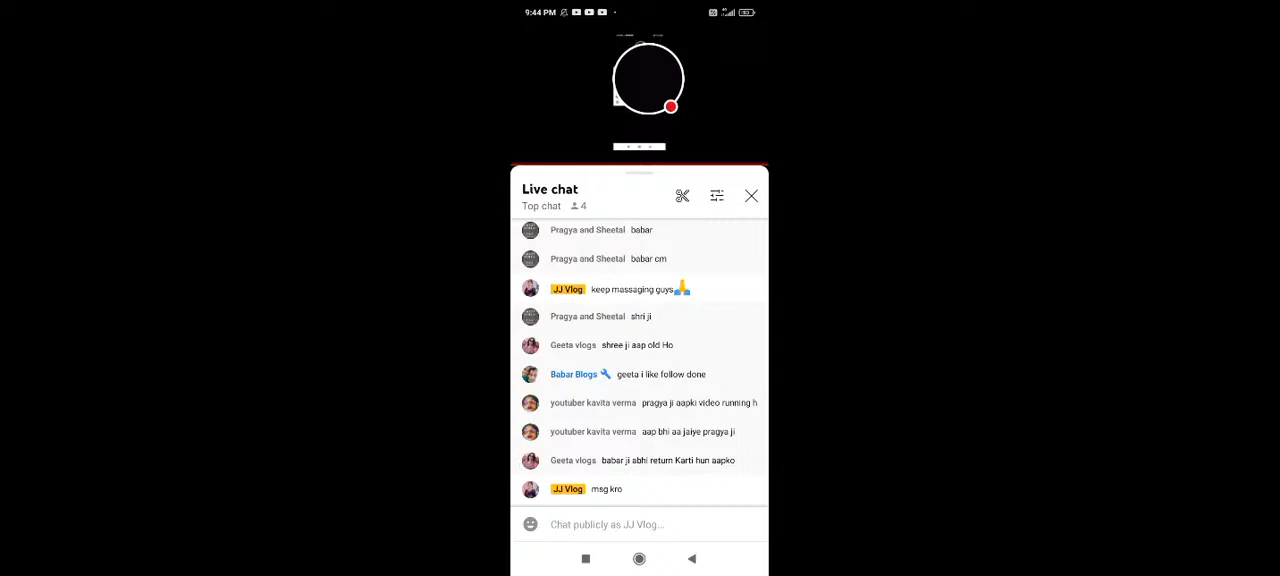 9:44 PM
Live chat
Top chat 4
Pragya and Sheetal babar
Pragya and Sheetal babar cm
JJ Vlog keep massaging guys🙏
Pragya and Sheetal shri ji
Geeta vlogs shree ji aap old Ho
Babar Blogs geeta i like follow done
youtuber kavita verma pragya ji aapki video running h
youtuber kavita verma aap bhi aa jaiye pragya ji
Geeta vlogs babar ji abhi return Karti hun aapko
JJ Vlog msg kro
Chat publicly as JJ Vlog...